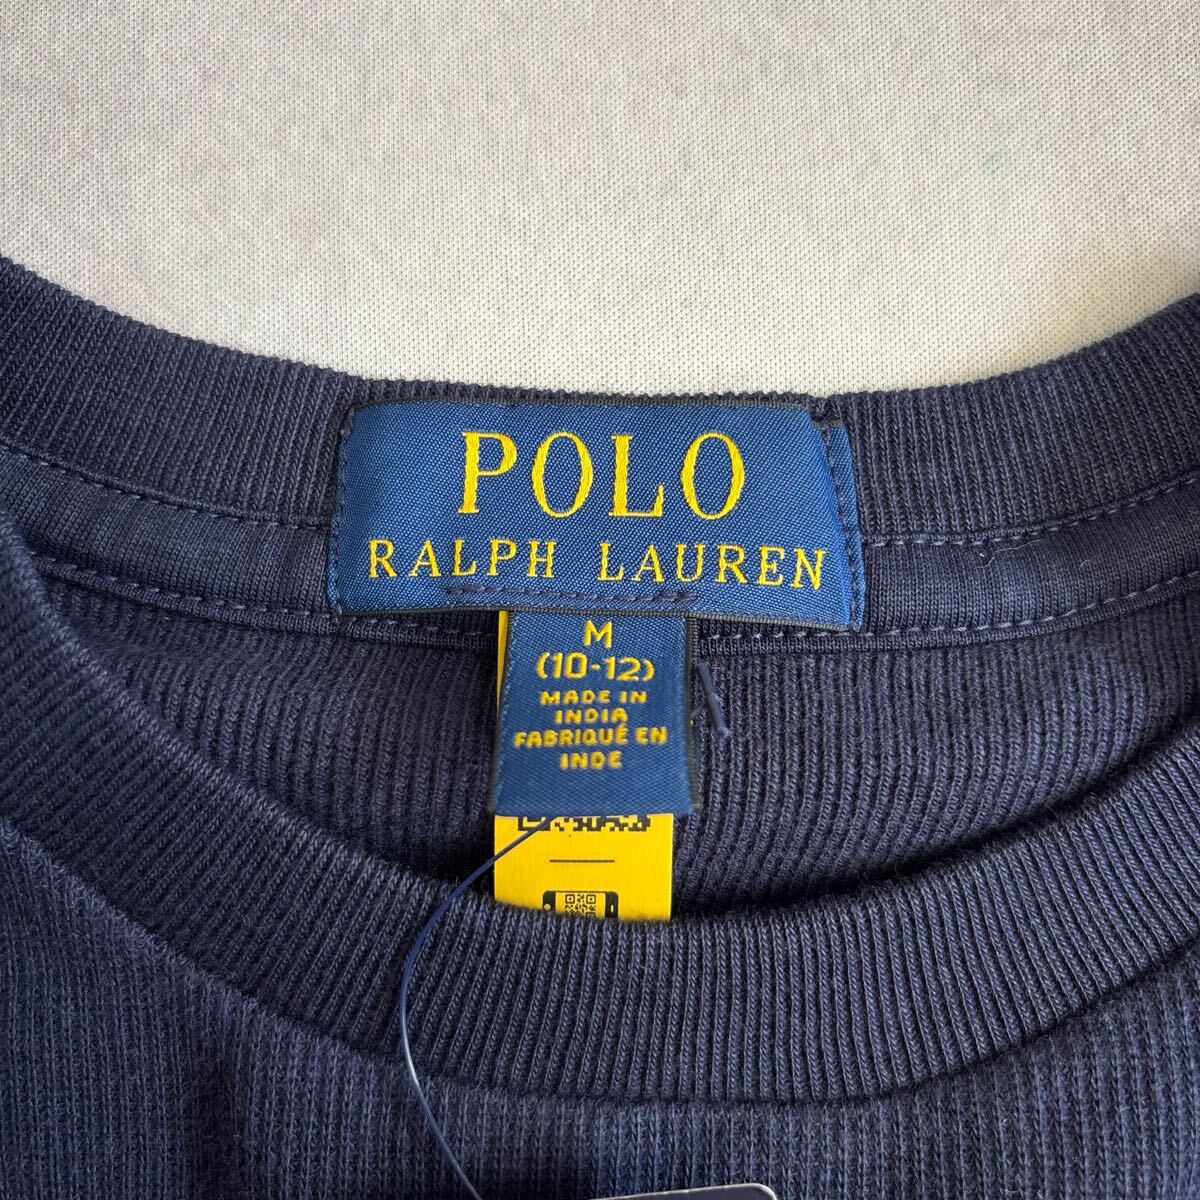 POLO
RALPH LAUREN
M
(10-12)
MADE IN
INDIA
FABRIQUÉ EN
INDE